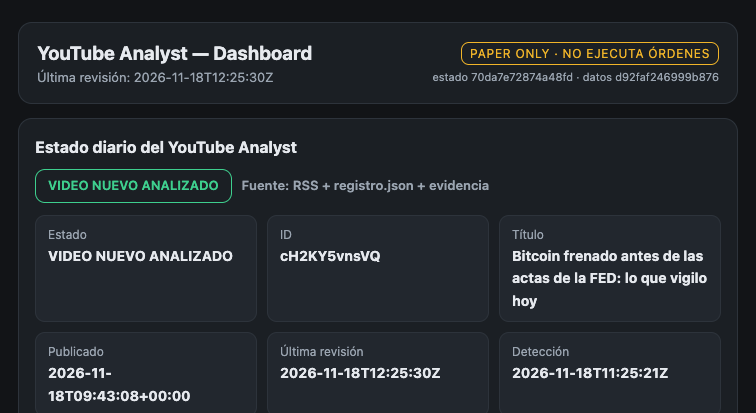 YouTube Analyst — Dashboard
PAPER ONLY · NO EJECUTA ÓRDENES
Última revisión: 2026-11-18T12:25:30Z
estado 70da7e72874a48fd · datos d92faf246999b876
Estado diario del YouTube Analyst
VIDEO NUEVO ANALIZADO
Fuente: RSS + registro.json + evidencia
Estado
VIDEO NUEVO ANALIZADO
ID
cH2KY5vnsVQ
Título
Bitcoin frenado antes de las
actas de la FED: lo que vigilo
hoy
Publicado
2026-11-
18T09:43:08+00:00
Última revisión
2026-11-18T12:25:30Z
Detección
2026-11-18T11:25:21Z